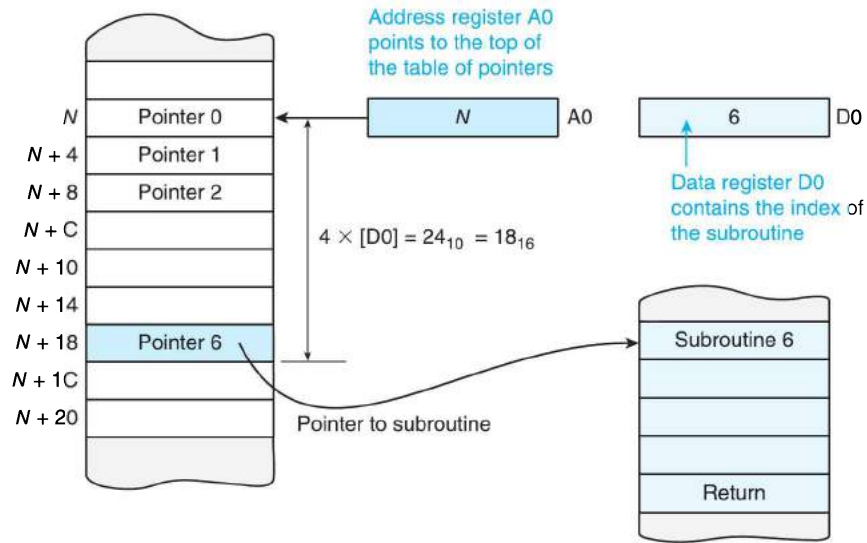 Address register A0
points to the top of
the table of pointers
N
Pointer 0
N
A0
6
D0
N + 4
Pointer 1
N + 8
Pointer 2
Data register D0
contains the index of
the subroutine
N + C
4 × [D0] = 24₁₀ = 18₁₆
N + 10
N + 14
N + 18
Pointer 6
Subroutine 6
N + 1C
N + 20
Pointer to subroutine
Return